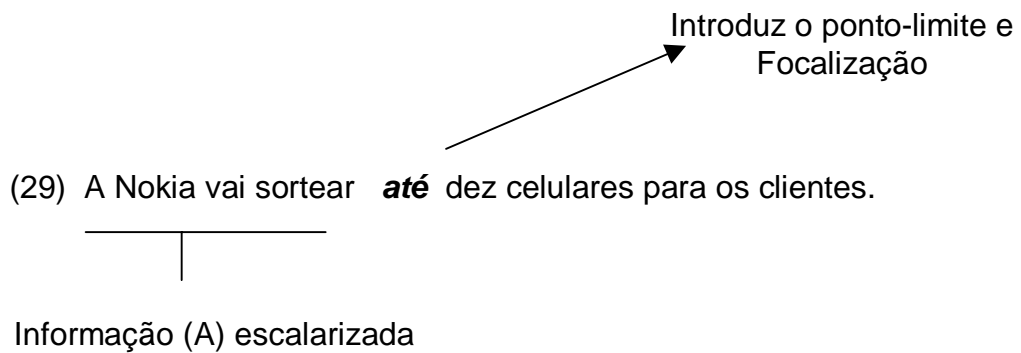 Introduz o ponto-limite e
Focalização
(29) A Nokia vai sortear até dez celulares para os clientes.
Informação (A) escalarizada